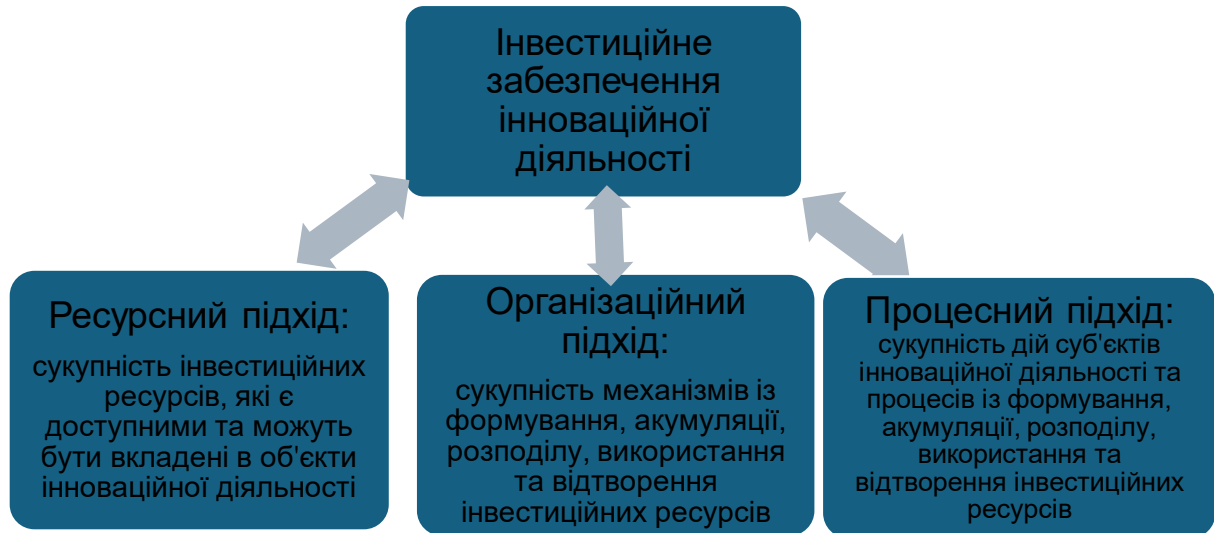 Інвестиційне
забезпечення
інноваційної
діяльності
Ресурсний підхід:
сукупність інвестиційних
ресурсів, які є
доступними та можуть
бути вкладені в об'єкти
інноваційної діяльності
Організаційний
підхід:
сукупність механізмів із
формування, акумуляції,
розподілу, використання
та відтворення
інвестиційних ресурсів
Процесний підхід:
сукупність дій суб'єктів
інноваційної діяльності та
процесів із формування,
акумуляції, розподілу,
використання та
відтворення інвестиційних
ресурсів